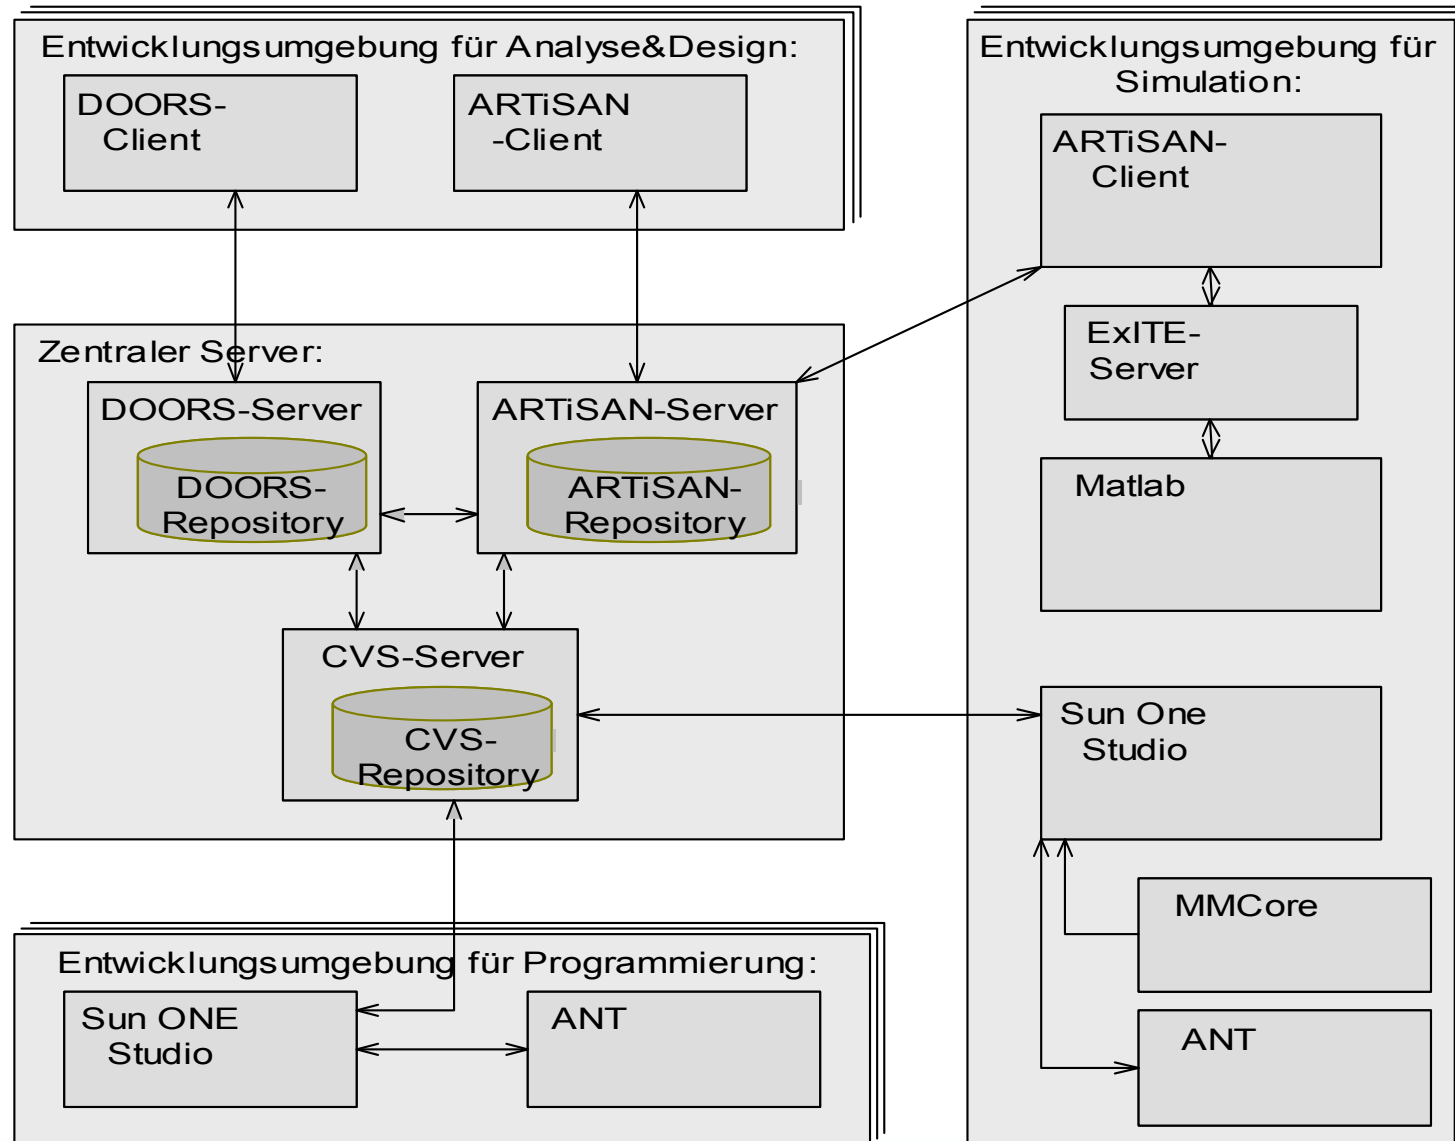 Entwicklungsumgebung für Analyse&Design:
DOORS-
Client
ARTiSAN
-Client
Zentraler Server:
DOORS-Server
DOORS-
Repository
ARTiSAN-Server
ARTiSAN-
Repository
CVS-Server
CVS-
Repository
Entwicklungsumgebung für Programmierung:
Sun ONE
Studio
ANT
Entwicklungsumgebung für
Simulation:
ARTiSAN-
Client
ExITE-
Server
Matlab
Sun One
Studio
MMCore
ANT